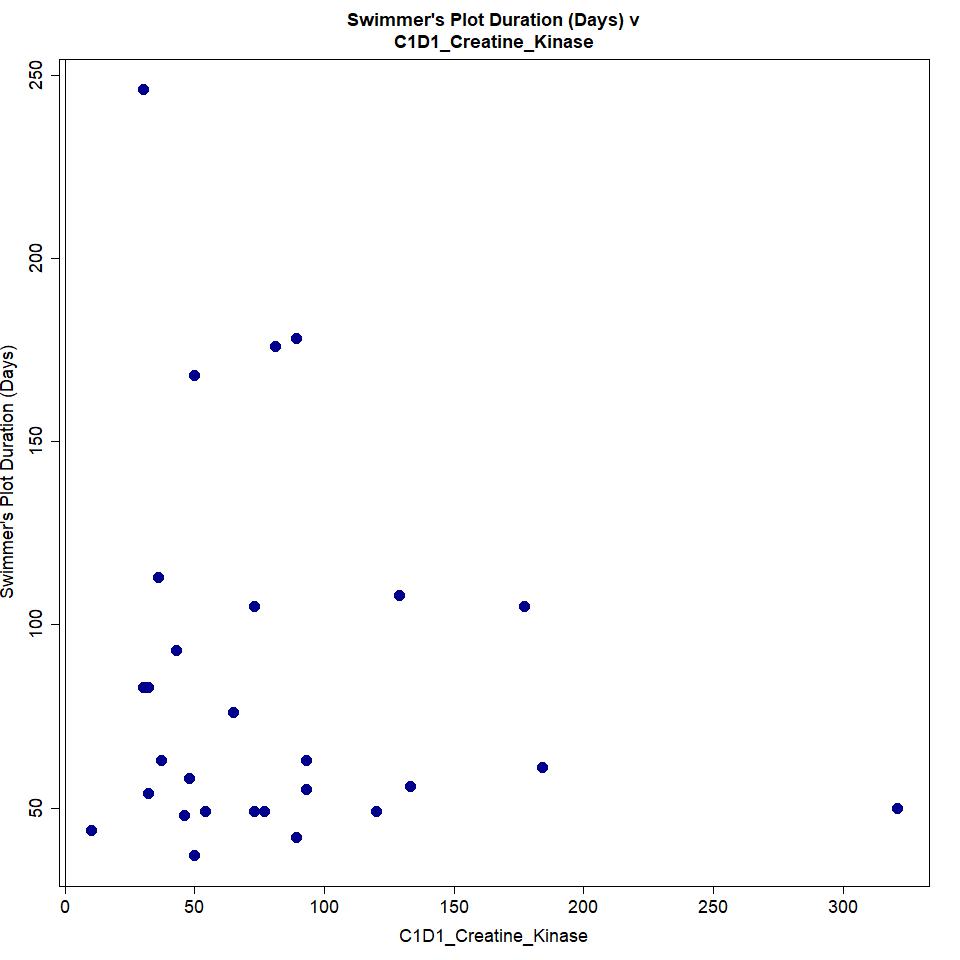 Swimmer's Plot Duration (Days) v
C1D1_Creatine_Kinase
Swimmer's Plot Duration (Days)
250
200
150
100
50
0 50 100 150 200 250 300
C1D1_Creatine_Kinase